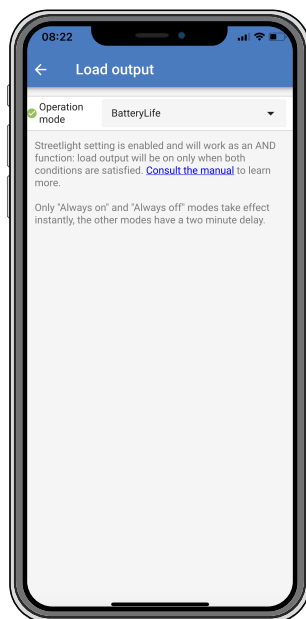 08:22
Load output
Operation
mode
BatteryLife
Streetlight setting is enabled and will work as an AND
function: load output will be on only when both
conditions are satisfied. Consult the manual to learn
more.
Only "Always on" and "Always off" modes take effect
instantly, the other modes have a two minute delay.